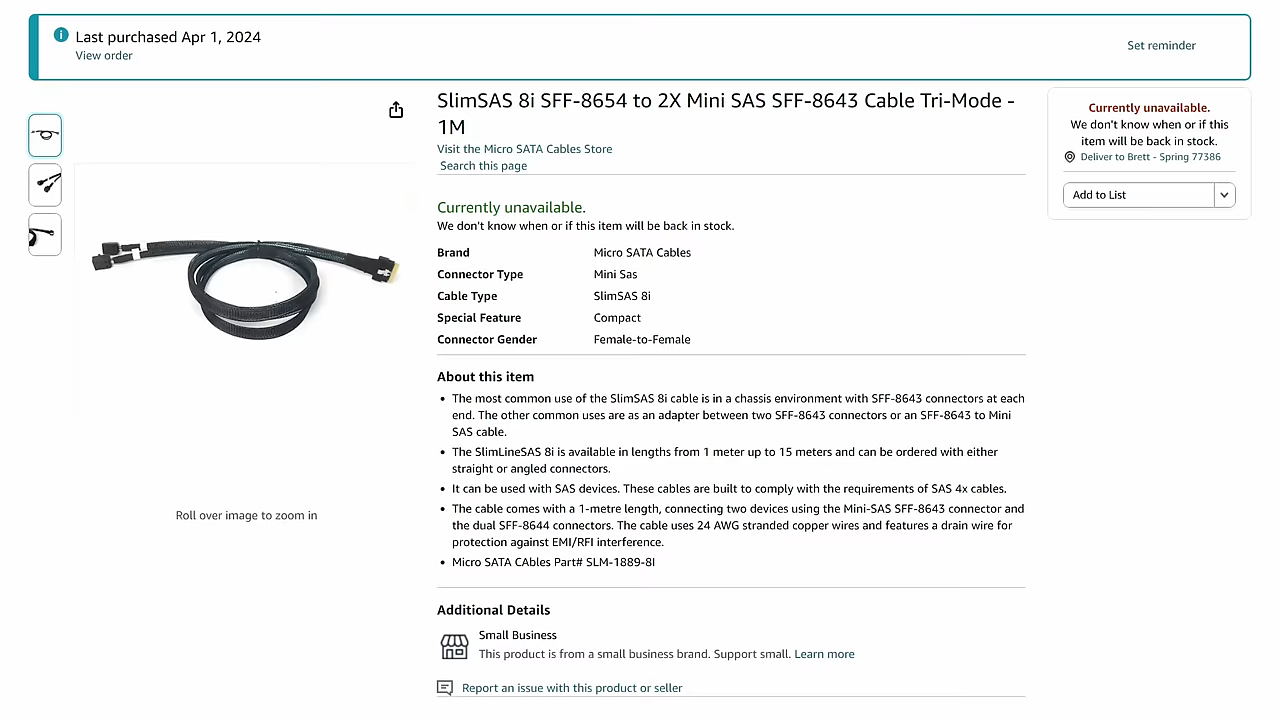 Last purchased Apr 1, 2024
View order
Set reminder
SlimSAS 8i SFF-8654 to 2X Mini SAS SFF-8643 Cable Tri-Mode -
1M
Visit the Micro SATA Cables Store
Search this page
Currently unavailable.
We don't know when or if this item will be back in stock.
Brand Micro SATA Cables
Connector Type Mini Sas
Cable Type SlimSAS 8i
Special Feature Compact
Connector Gender Female-to-Female
About this item
• The most common use of the SlimSAS 8i cable is in a chassis environment with SFF-8643 connectors at each
end. The other common uses are as an adapter between two SFF-8643 connectors or an SFF-8643 to Mini
SAS cable.
• The SlimLineSAS 8i is available in lengths from 1 meter up to 15 meters and can be ordered with either
straight or angled connectors.
• It can be used with SAS devices. These cables are built to comply with the requirements of SAS 4x cables.
• The cable comes with a 1-metre length, connecting two devices using the Mini-SAS SFF-8643 connector and
the dual SFF-8644 connectors. The cable uses 24 AWG stranded copper wires and features a drain wire for
protection against EMI/RFI interference.
• Micro SATA CAbles Part# SLM-1889-8I
Additional Details
Small Business
This product is from a small business brand. Support small. Learn more
Report an issue with this product or seller
Roll over image to zoom in
Currently unavailable.
We don't know when or if this
item will be back in stock.
Deliver to Brett - Spring 77386
Add to List